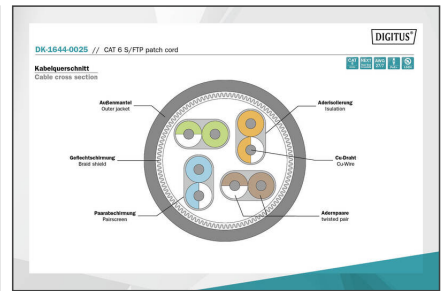 DIGITUS®
DK-1644-0025 // CAT 6 S/FTP patch cord
Kabelquerschnitt
Cable cross section
Außenmantel
Outer jacket
Aderisolierung
Isulation
Geflechtschirmung
Braid shield
Cu-Draht
Cu-Wire
Paarabschirmung
Pairscreen
Adernpaare
twisted pair